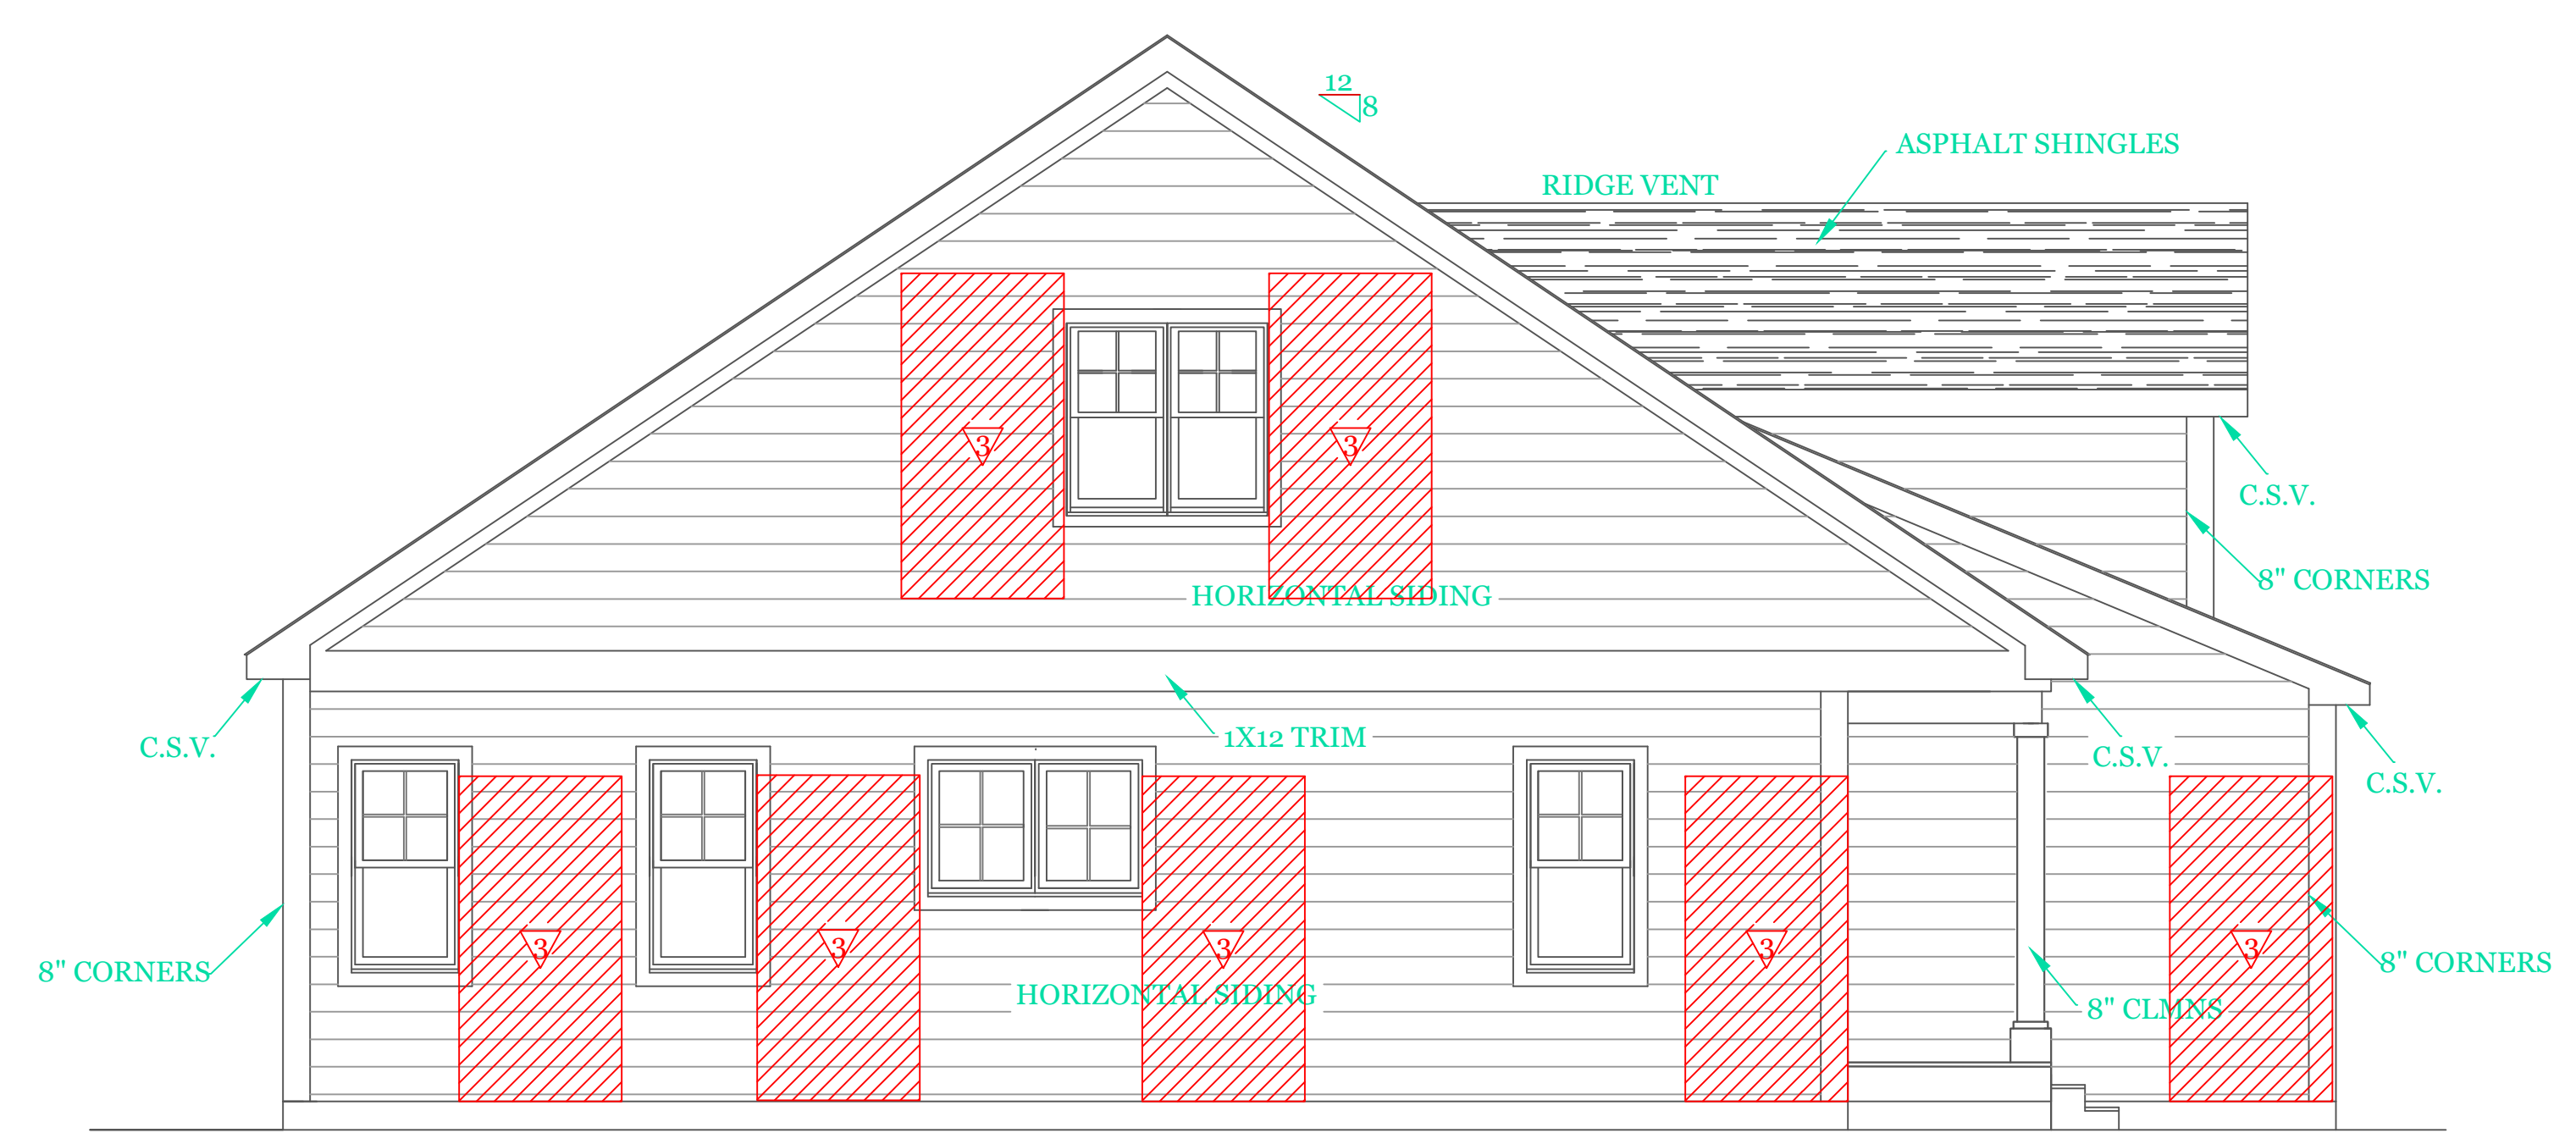 12
8
ASPHALT SHINGLES
RIDGE VENT
3
3
C.S.V.
8" CORNERS
HORIZONTAL SIDING
1X12 TRIM
C.S.V.
C.S.V.
C.S.V.
3
3
3
3
3
8" CORNERS
8" CORNERS
HORIZONTAL SIDING
8" CLMNS